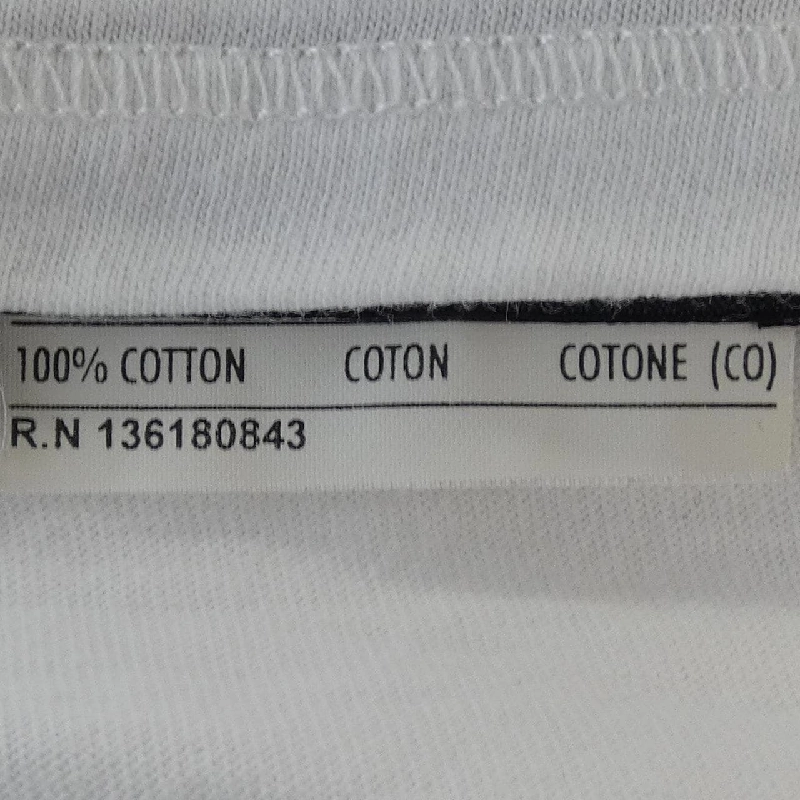 100% COTTON COTON COTONE (CO)
R.N 136180843